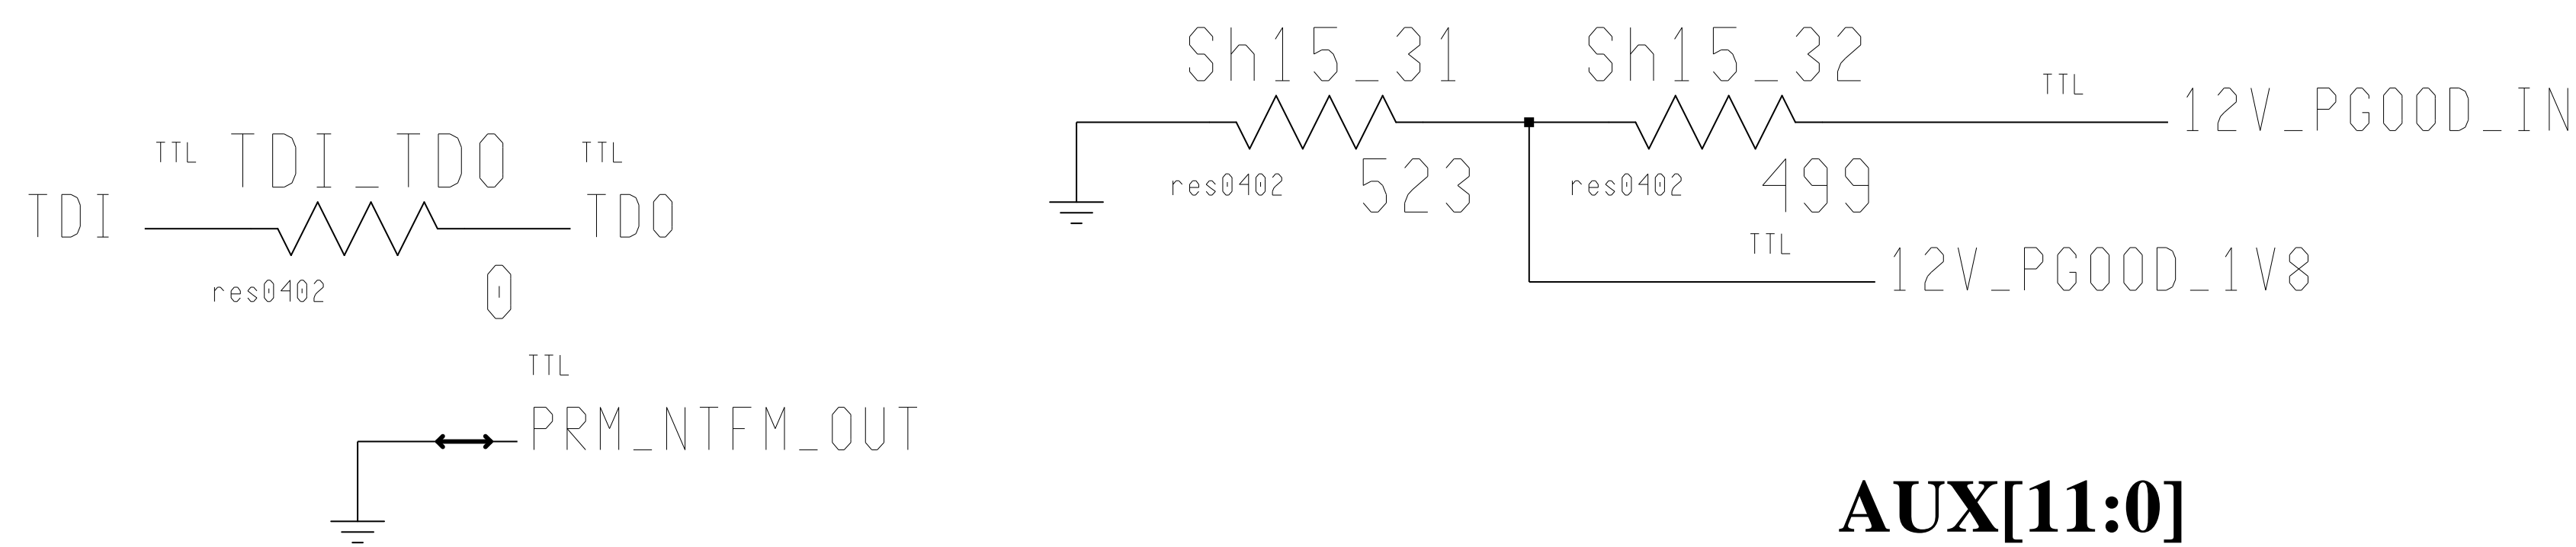 Sh15_31 Sh15_32
TTL
12V_PGOOD_IN
TTL TDI_TDO TTL
res0402 523 res0402 499
TDI TDO
TTL
12V_PGOOD_1V8
res0402 0
TTL
PRM_NTFM_OUT
AUX[11:0]